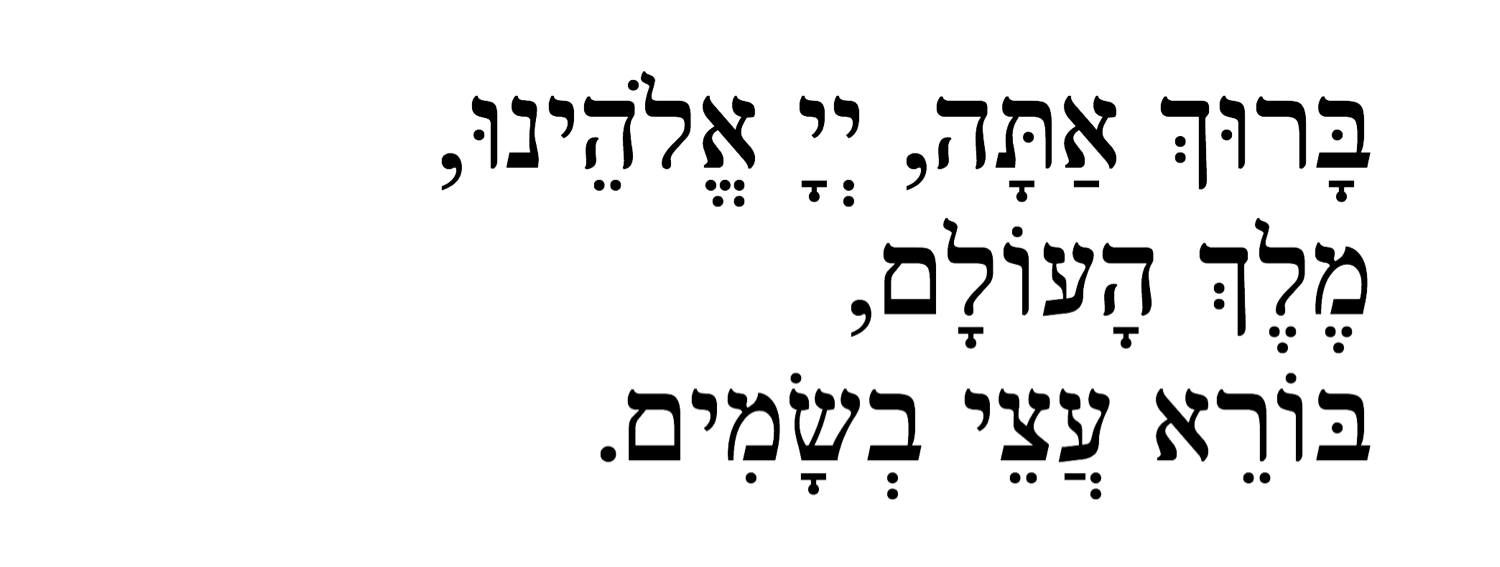 בָּרוּךְ אַתָּה, יְיָ אֱלֹהֵינוּ,
מֶלֶךְ הָעוֹלָם,
בּוֹרֵא עֲצֵי בְשָׂמִים.